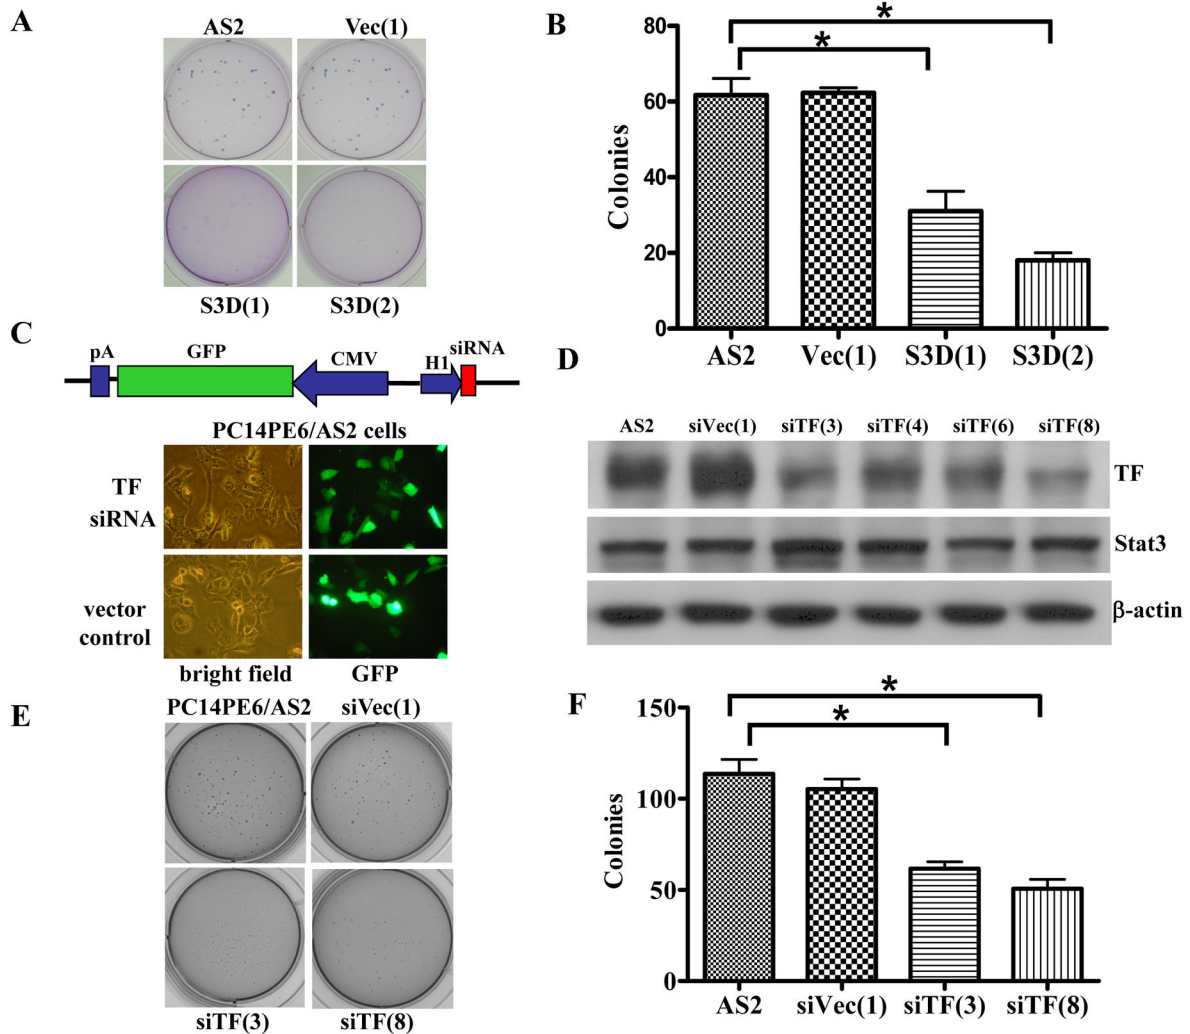 A
AS2 Vec(1)
S3D(1) S3D(2)
B
*
*
Colonies
80
60
40
20
0
AS2 Vec(1) S3D(1) S3D(2)
C
pA GFP CMV H1 siRNA
PC14PE6/AS2 cells
TF
siRNA
vector
control
bright field GFP
D
AS2 siVec(1) siTF(3) siTF(4) siTF(6) siTF(8)
TF
Stat3
β-actin
E
PC14PE6/AS2 siVec(1)
siTF(3) siTF(8)
F
*
*
Colonies
150
100
50
0
AS2 siVec(1) siTF(3) siTF(8)